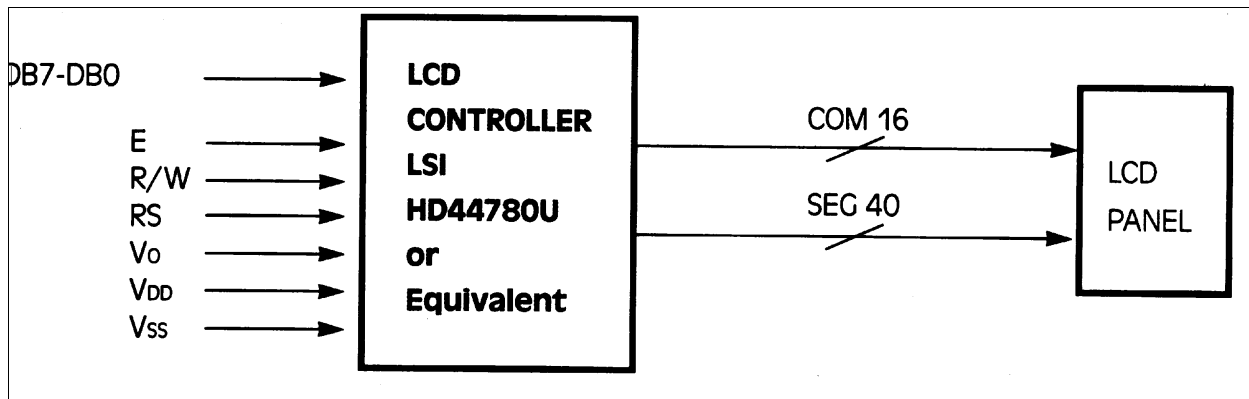 DB7-DB0
E
R/W
RS
Vo
VDD
Vss
LCD
CONTROLLER
LSI
HD44780U
or
Equivalent
COM 16
SEG 40
LCD
PANEL